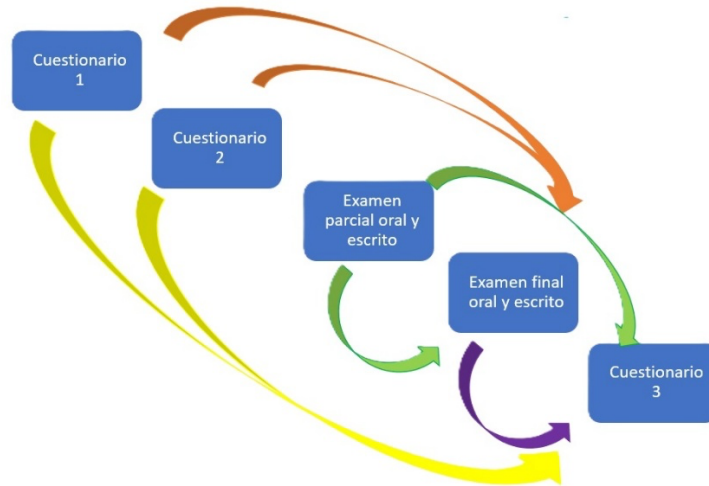 Cuestionario
1
Cuestionario
2
Examen
parcial oral y
escrito
Examen final
oral y escrito
Cuestionario
3